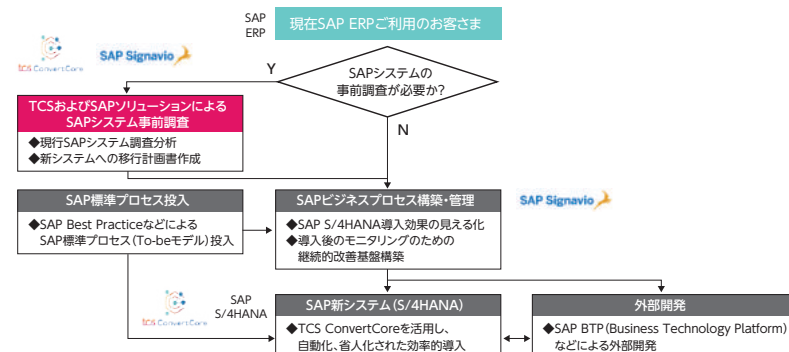 SAP
ERP
現在SAP ERPご利用のお客さま
tcs ConvertCore
SAP Signavio
Y
SAPシステムの
事前調査が必要か?
TCSおよびSAPソリューションによる
SAPシステム事前調査
◆現行SAPシステム調査分析
◆新システムへの移行計画書作成
N
SAP標準プロセス投入
◆SAP Best Practiceなどによる
SAP標準プロセス(To-beモデル)投入
SAPビジネスプロセス構築・管理
◆SAP S/4HANA導入効果の見える化
◆導入後のモニタリングのための
継続的改善基盤構築
SAP Signavio
tcs ConvertCore
SAP
S/4HANA
SAP新システム(S/4HANA)
◆TCS ConvertCoreを活用し、
自動化、省人化された効率的導入
外部開発
◆SAP BTP(Business Technology Platform)
などによる外部開発